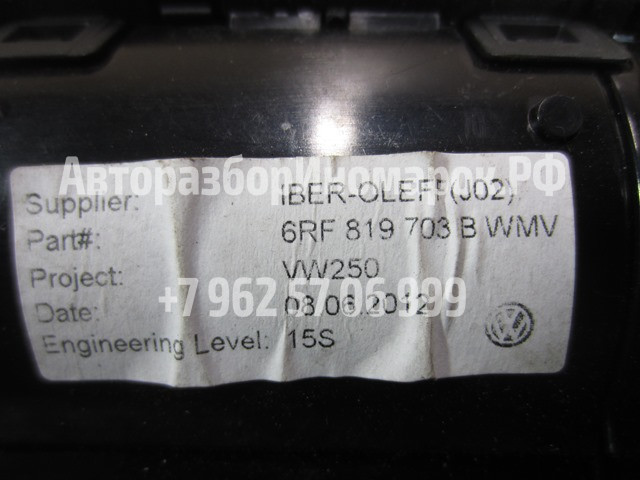 АвторазборИномарок.РФ
Supplier: IBER-OLEFF(J02)
Part#: 6RF 819 703 B WMV
Project: VW250
+7 962 57 06 999
Date: 08.06.2012
Engineering Level: 15S